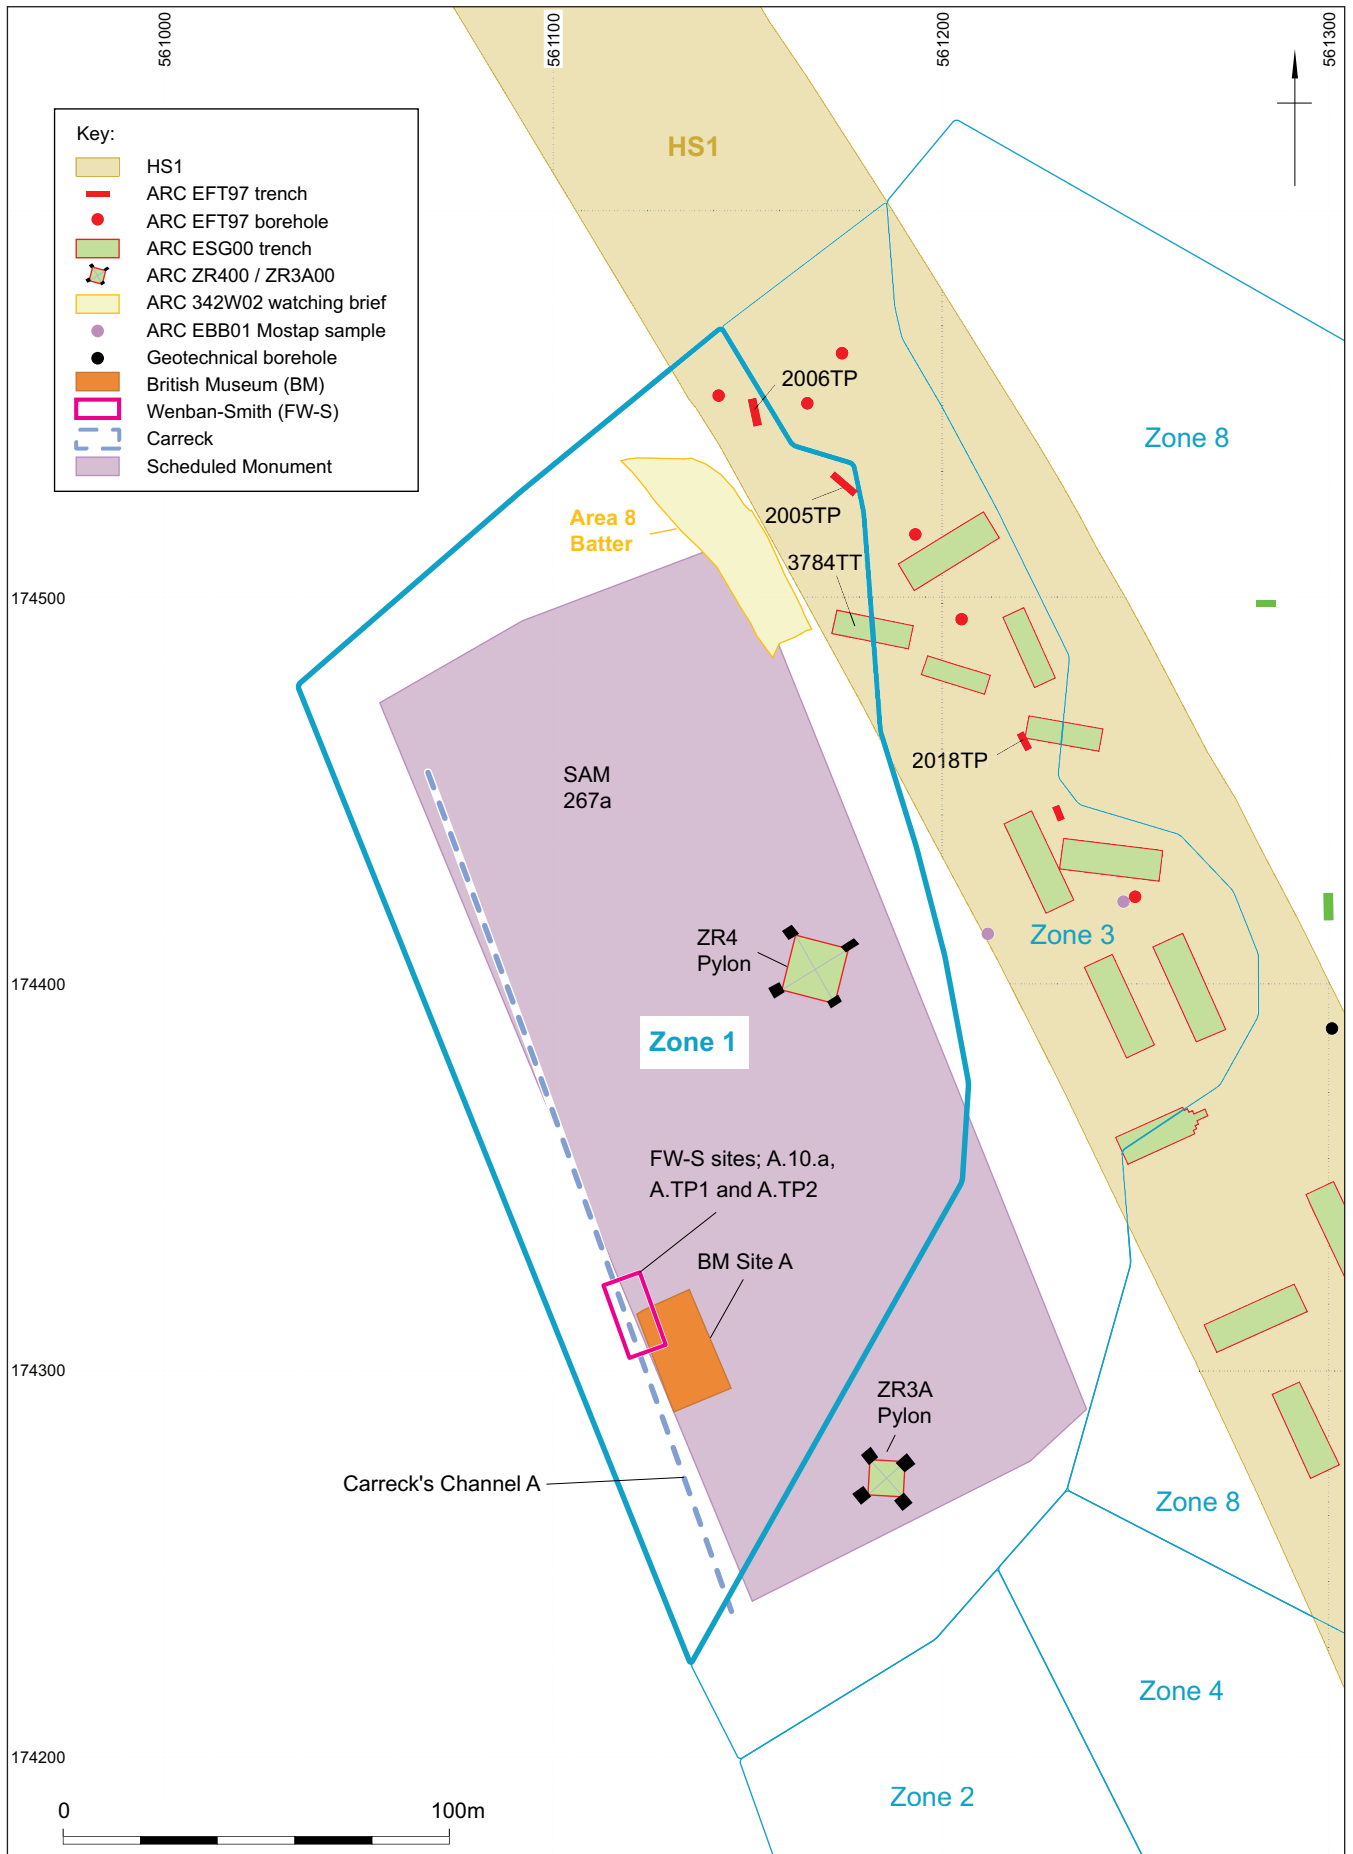 561000
561100
561200
561300
HS1
Key:
HS1
ARC EFT97 trench
ARC EFT97 borehole
ARC ESG00 trench
ARC ZR400 / ZR3A00
ARC 342W02 watching brief
ARC EBB01 Mostap sample
Geotechnical borehole
British Museum (BM)
Wenban-Smith (FW-S)
Carreck
Scheduled Monument
2006TP
Zone 8
Area 8
Batter
2005TP
3784TT
174500
2018TP
SAM
267a
ZR4
Pylon
Zone 3
174400
Zone 1
FW-S sites; A.10.a,
A.TP1 and A.TP2
BM Site A
174300
ZR3A
Pylon
Carreck's Channel A
Zone 8
Zone 4
174200
Zone 2
0
100m